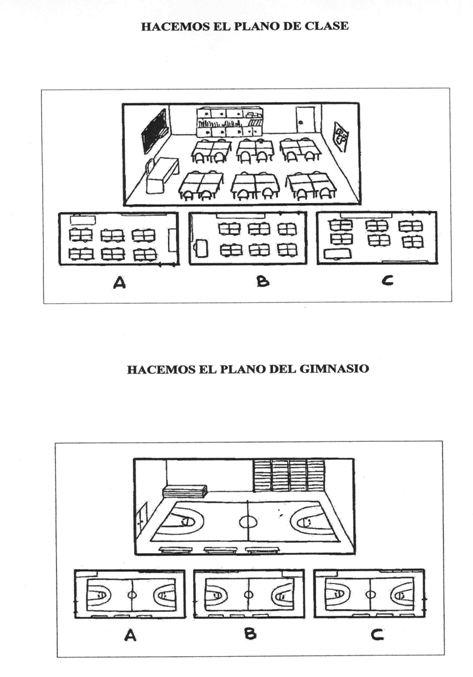 HACEMOS EL PLANO DE CLASE
A B C
HACEMOS EL PLANO DEL GIMNASIO
A B C